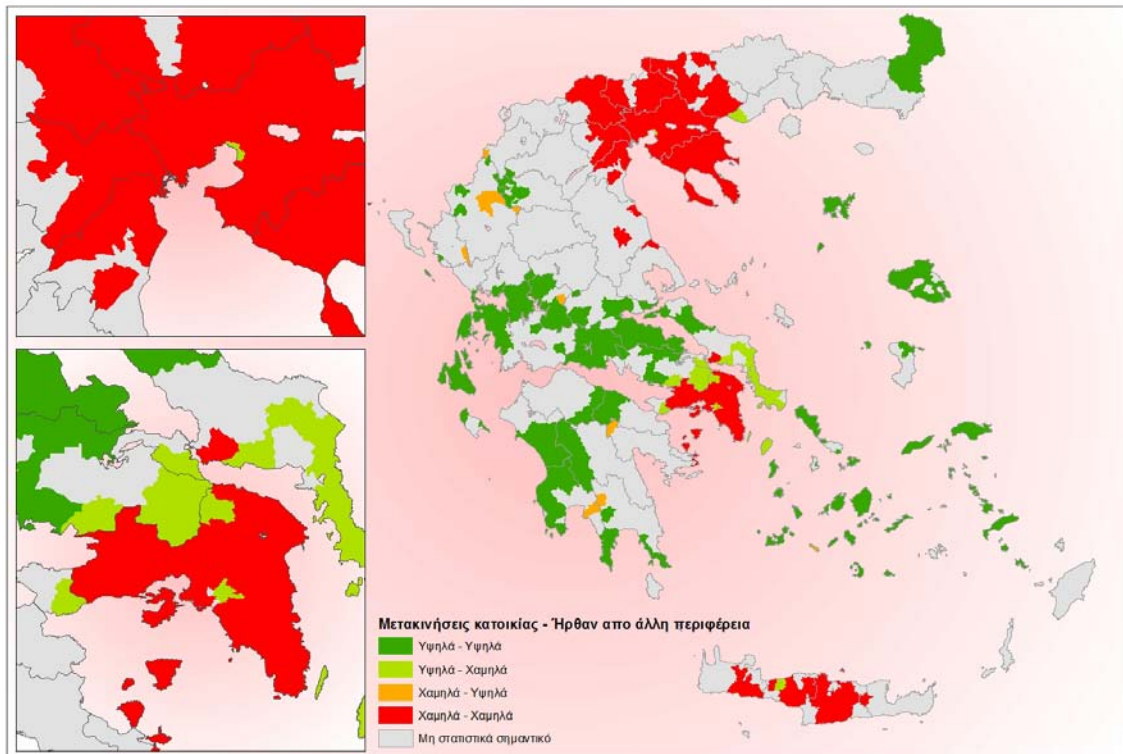 Μετακινήσεις κατοικίας - Ήρθαν απο άλλη περιφέρεια
Υψηλά - Υψηλά
Υψηλά - Χαμηλά
Χαμηλά - Υψηλά
Χαμηλά - Χαμηλά
Μη στατιστικά σημαντικό